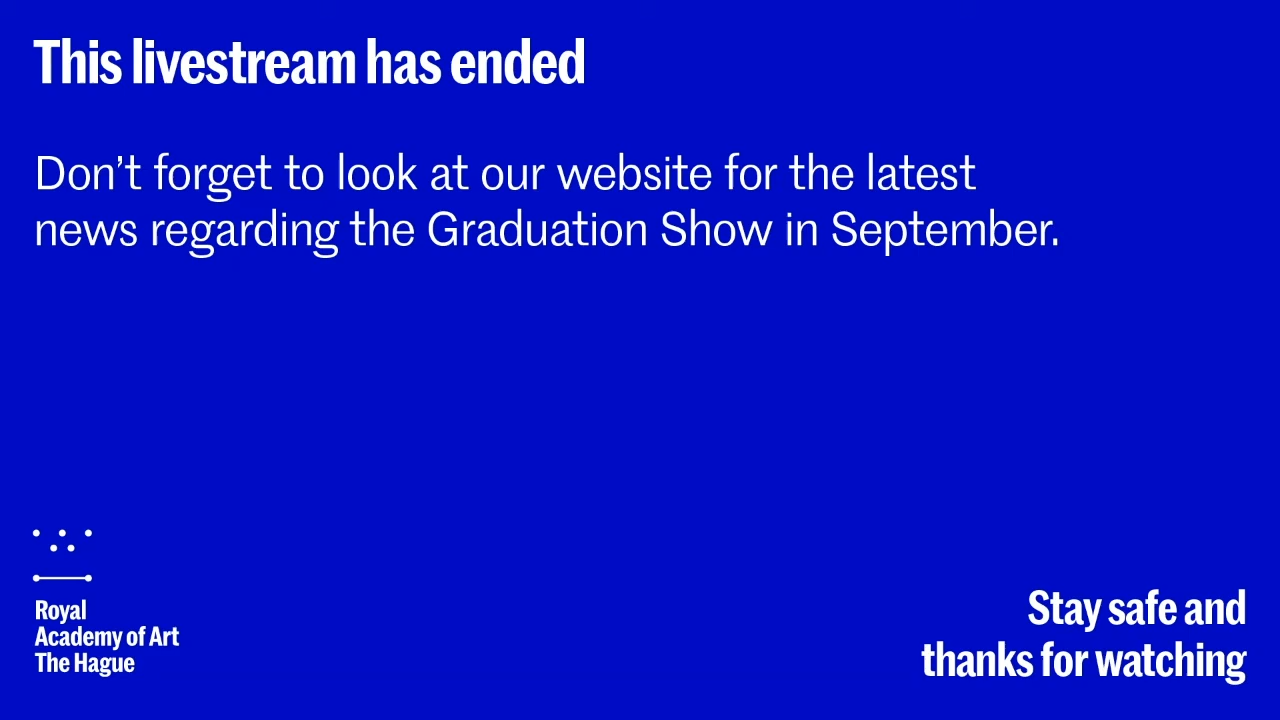 This livestream has ended
Don’t forget to look at our website for the latest
news regarding the Graduation Show in September.
Royal
Academy of Art
The Hague
Stay safe and
thanks for watching